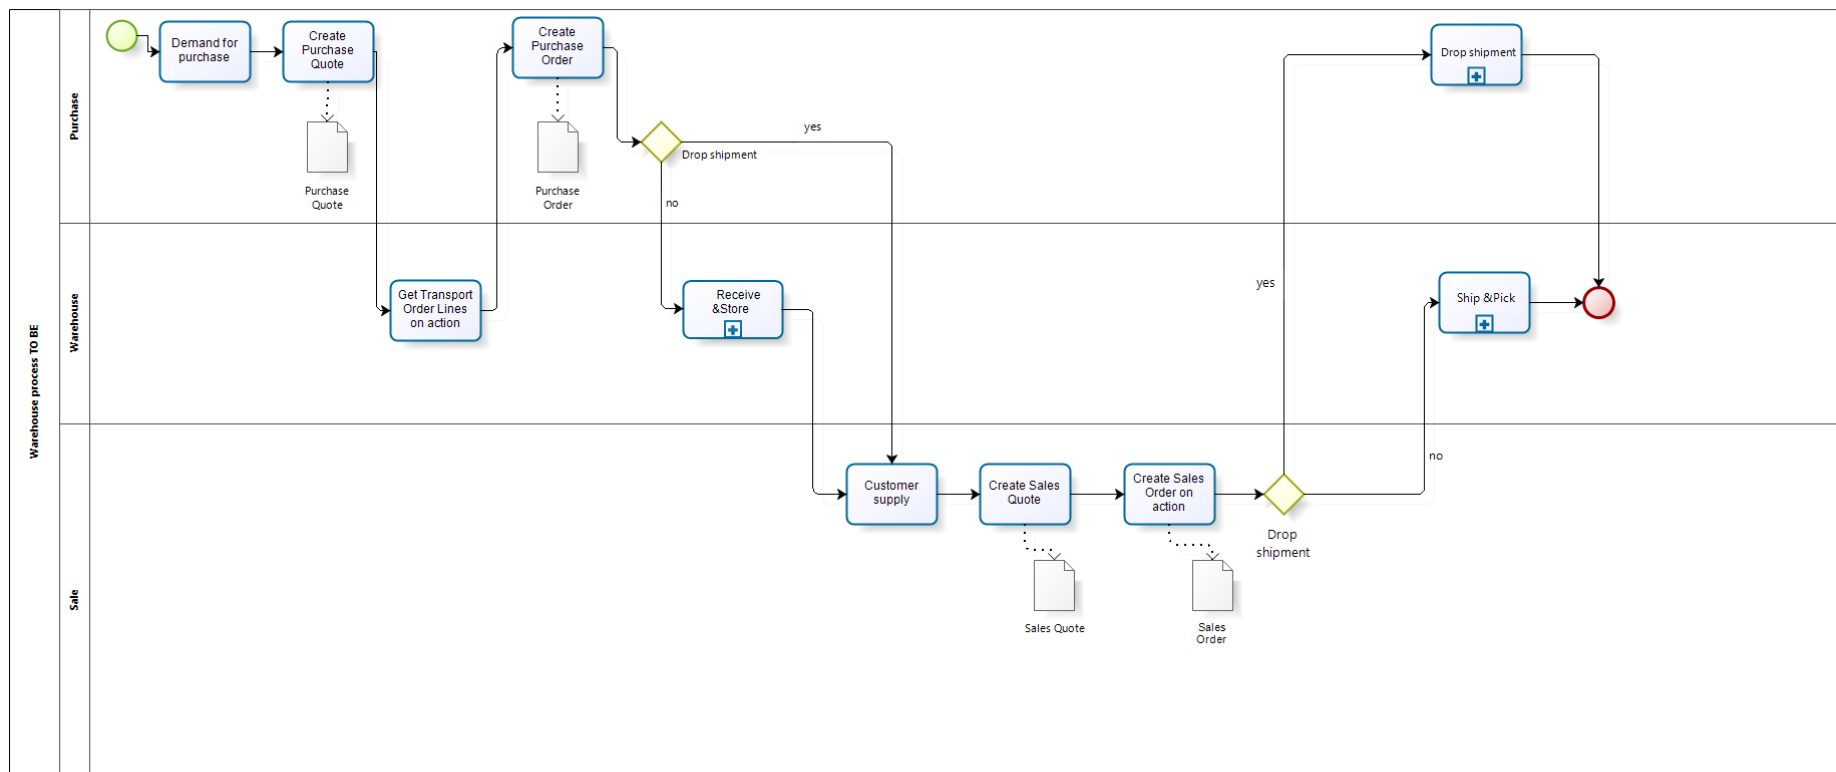 Warehouse process TO BE
Purchase
Demand for
purchase
Create
Purchase
Quote
Purchase
Quote
Create
Purchase
Order
Purchase
Order
Drop shipment
yes
no
Drop shipment
Warehouse
Get Transport
Order Lines
on action
Receive
&Store
yes
Ship &Pick
Sale
Customer
supply
Create Sales
Quote
Sales Quote
Create Sales
Order on
action
Sales
Order
Drop
shipment
no